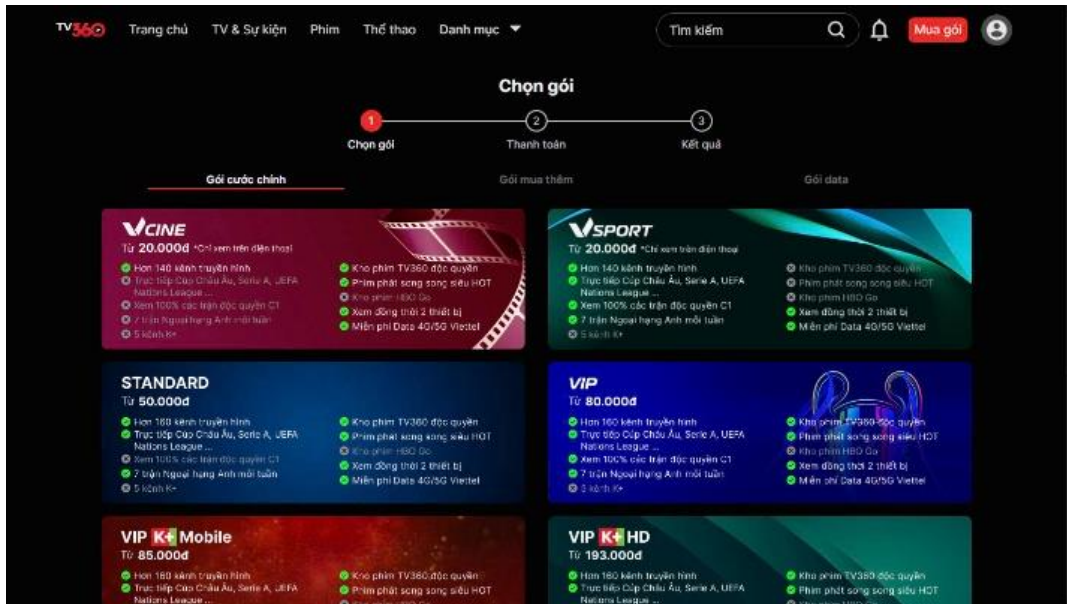 TV360
Trang chủ
TV & Sự kiện
Phim
Thể thao
Danh mục
Tìm kiếm
Mua gói
Chọn gói
1
2
3
Chọn gói
Thanh toán
Kết quả
Gói cước chính
Gói mua thêm
Gói data
VCINE
Từ 20.000đ *Chỉ xem trên điện thoại
Hơn 140 kênh truyền hình
Trực tiếp Cúp Châu Âu, Serie A, UEFA
Nations League ...
Xem 100% các trận độc quyền C1
7 trận Ngoại hạng Anh mỗi tuần
5 kênh K+
Kho phim TV360 độc quyền
Phim phát song song siêu HOT
Kho phim HBO Go
Xem đồng thời 2 thiết bị
Miễn phí Data 4G/5G Viettel
VSPORT
Từ 20.000đ *Chỉ xem trên điện thoại
Hơn 140 kênh truyền hình
Trực tiếp Cúp Châu Âu, Serie A, UEFA
Nations League ...
Xem 100% các trận độc quyền C1
7 trận Ngoại hạng Anh mỗi tuần
5 kênh K+
Kho phim TV360 độc quyền
Phim phát song song siêu HOT
Kho phim HBO Go
Xem đồng thời 2 thiết bị
Miễn phí Data 4G/5G Viettel
STANDARD
Từ 50.000đ
Hơn 160 kênh truyền hình
Trực tiếp Cúp Châu Âu, Serie A, UEFA
Nations League ...
Xem 100% các trận độc quyền C1
7 trận Ngoại hạng Anh mỗi tuần
5 kênh K+
Kho phim TV360 độc quyền
Phim phát song song siêu HOT
Kho phim HBO Go
Xem đồng thời 2 thiết bị
Miễn phí Data 4G/5G Viettel
VIP
Từ 80.000đ
Hơn 160 kênh truyền hình
Trực tiếp Cúp Châu Âu, Serie A, UEFA
Nations League ...
Xem 100% các trận độc quyền C1
7 trận Ngoại hạng Anh mỗi tuần
5 kênh K+
Kho phim TV360 độc quyền
Phim phát song song siêu HOT
Kho phim HBO Go
Xem đồng thời 2 thiết bị
Miễn phí Data 4G/5G Viettel
VIP K+ Mobile
Từ 85.000đ
Hơn 160 kênh truyền hình
Trực tiếp Cúp Châu Âu, Serie A, UEFA
Nations League ...
Kho phim TV360 độc quyền
Phim phát song song siêu HOT
VIP K+ HD
Từ 193.000đ
Hơn 160 kênh truyền hình
Trực tiếp Cúp Châu Âu, Serie A, UEFA
Nations League ...
Kho phim TV360 độc quyền
Phim phát song song siêu HOT